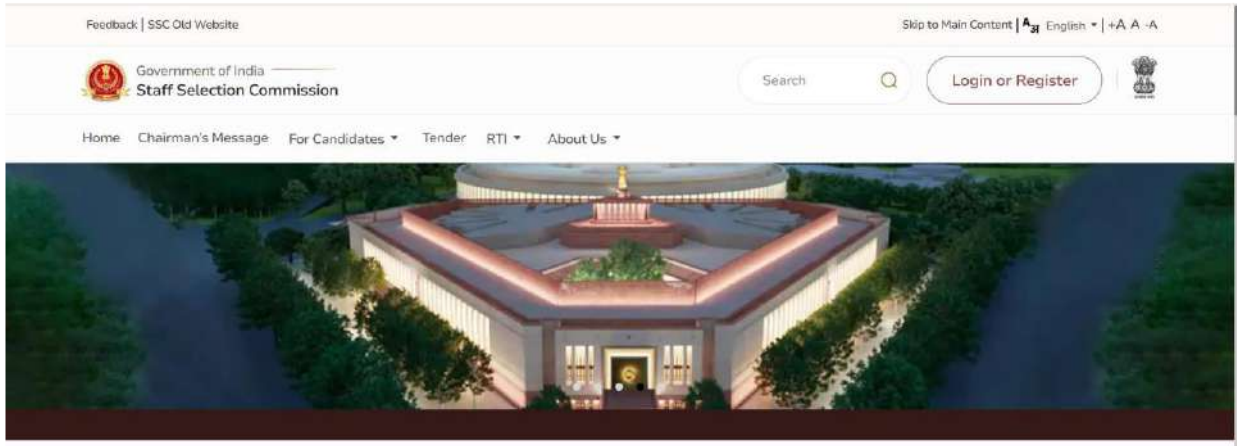 Feedback | SSC Old Website
Skip to Main Content | Aअ English | +A A -A
Government of India
Staff Selection Commission
Search
Login or Register
Home Chairman's Message For Candidates Tender RTI About Us